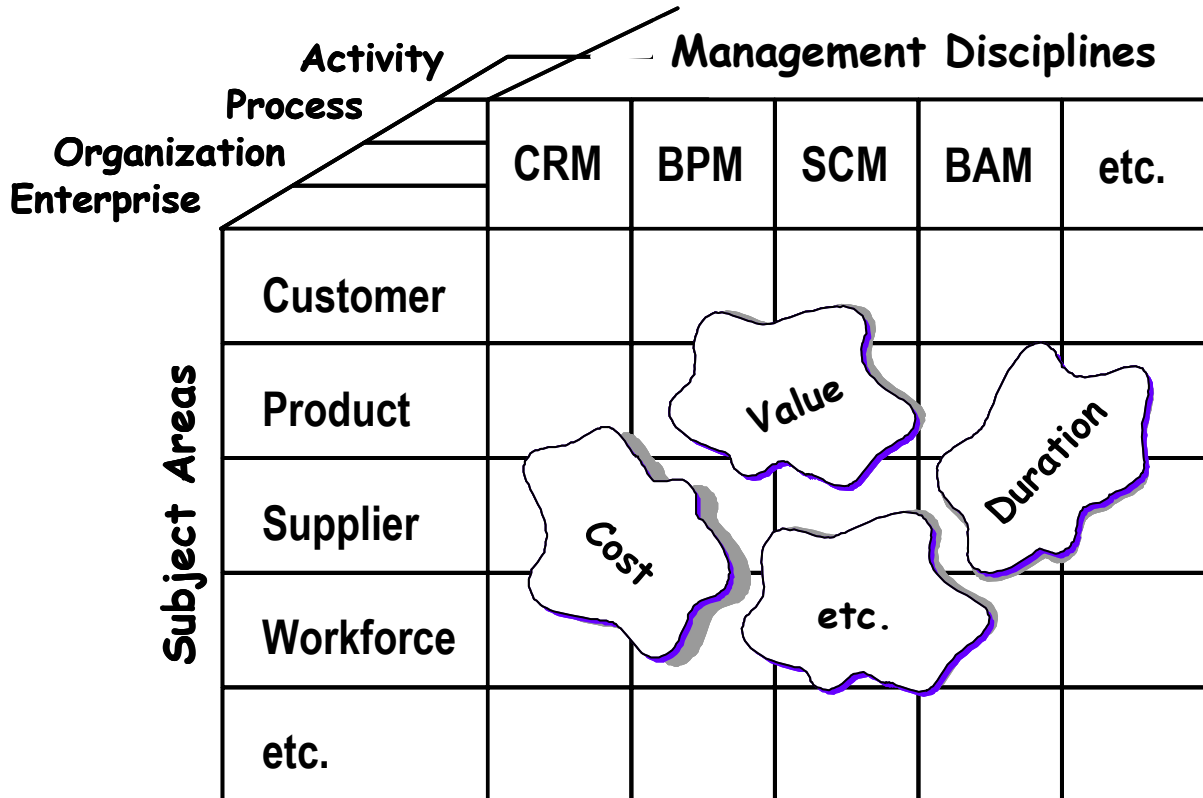 Activity
Management Disciplines
Process
Organization
Enterprise
CRM BPM SCM BAM etc.
Subject Areas
Customer
Product
Supplier
Workforce
etc.
Value
Duration
Cost
etc.